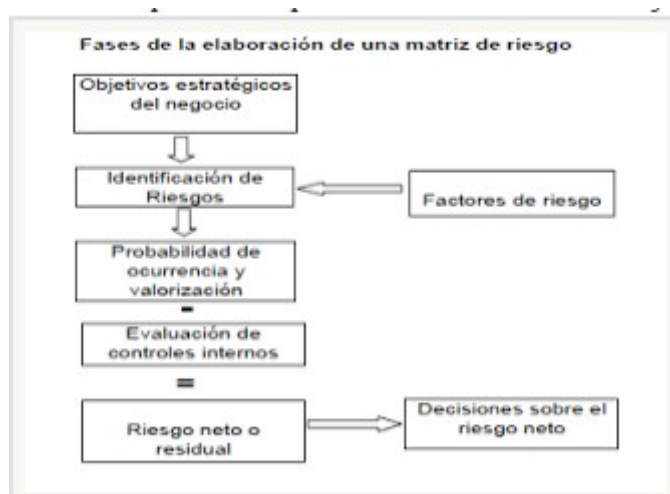 Fases de la elaboración de una matriz de riesgo
Objetivos estratégicos
del negocio
Identificación de
Riesgos
Factores de riesgo
Probabilidad de
ocurrencia y
valorización
-
Evaluación de
controles internos
=
Riesgo neto o
residual
Decisiones sobre el
riesgo neto